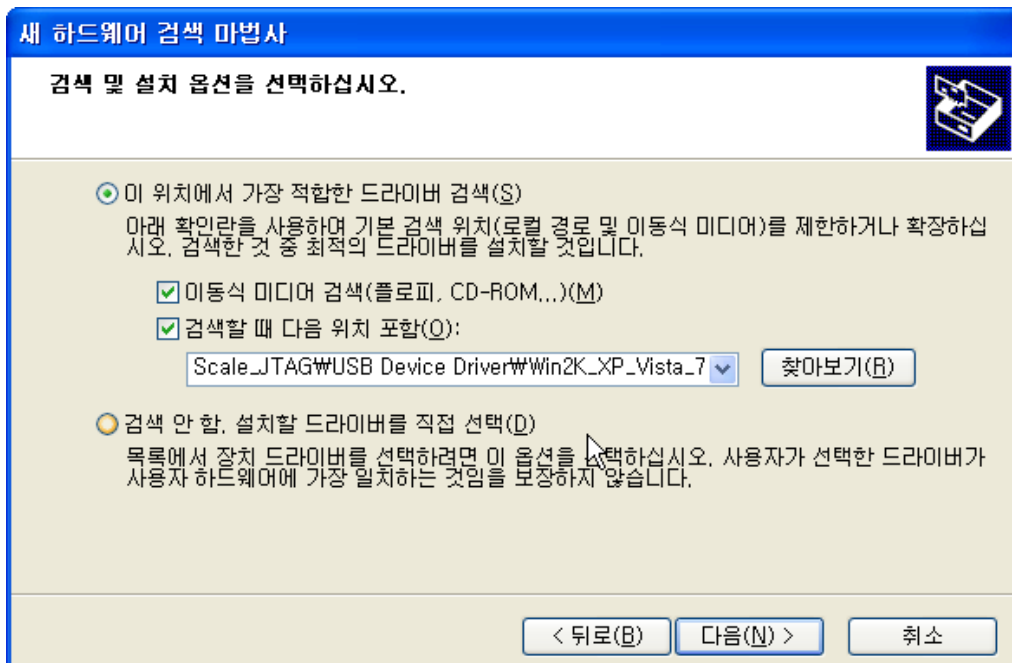 새 하드웨어 검색 마법사
검색 및 설치 옵션을 선택하십시오.
이 위치에서 가장 적합한 드라이버 검색(S)
아래 확인란을 사용하여 기본 검색 위치(로컬 경로 및 이동식 미디어)를 제한하거나 확장하십
시오. 검색한 것 중 최적의 드라이버를 설치할 것입니다.
이동식 미디어 검색(플로피, CD-ROM...)(M)
검색할 때 다음 위치 포함(O):
Scale_JTAG₩USB Device Driver₩Win2K_XP_Vista_7
찾아보기(R)
검색 안 함. 설치할 드라이버를 직접 선택(D)
목록에서 장치 드라이버를 선택하려면 이 옵션을 선택하십시오. 사용자가 선택한 드라이버가
사용자 하드웨어에 가장 일치하는 것임을 보장하지 않습니다.
< 뒤로(B) 다음(N) > 취소